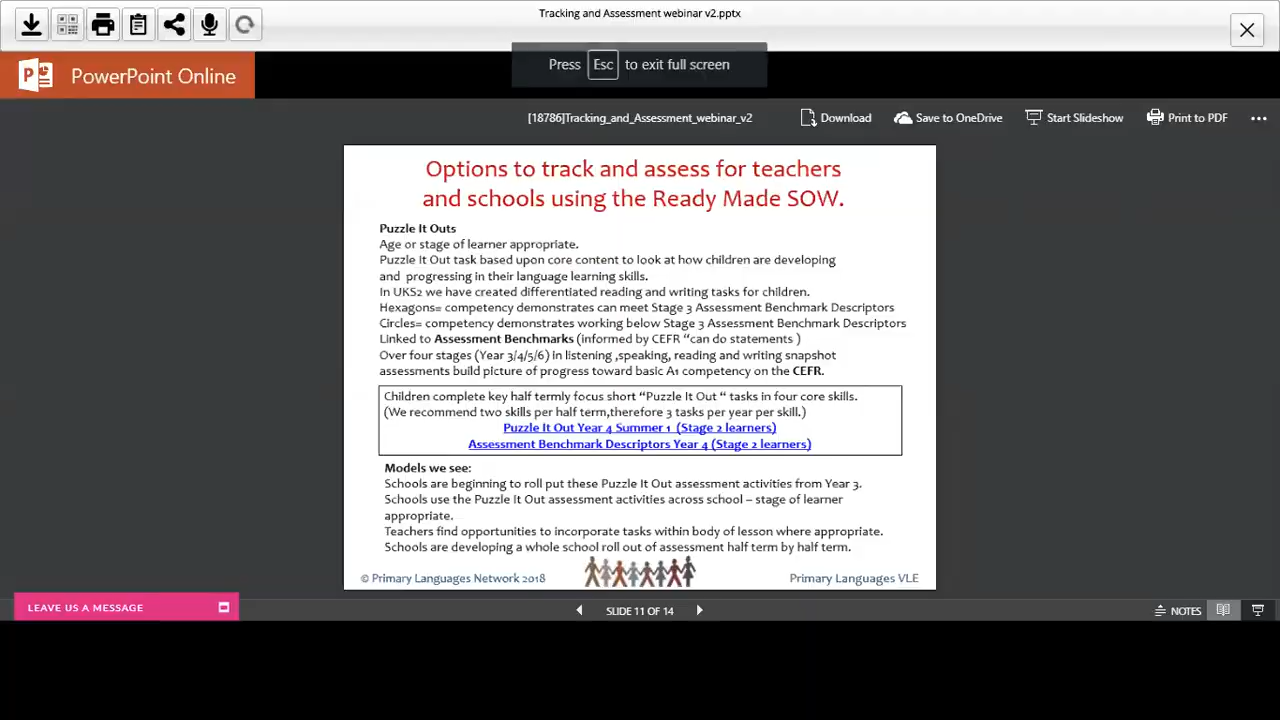 Tracking and Assessment webinar v2.pptx
Press Esc to exit full screen
PowerPoint Online
[18786]Tracking_and_Assessment_webinar_v2
Download
Save to OneDrive
Start Slideshow
Print to PDF
Options to track and assess for teachers
and schools using the Ready Made SOW.
Puzzle It Outs
Age or stage of learner appropriate.
Puzzle It Out task based upon core content to look at how children are developing
and progressing in their language learning skills.
In UKS2 we have created differentiated reading and writing tasks for children.
Hexagons= competency demonstrates can meet Stage 3 Assessment Benchmark Descriptors
Circles= competency demonstrates working below Stage 3 Assessment Benchmark Descriptors
Linked to Assessment Benchmarks (informed by CEFR “can do statements )
Over four stages (Year 3/4/5/6) in listening ,speaking, reading and writing snapshot
assessments build picture of progress toward basic A1 competency on the CEFR.
Children complete key half termly focus short “Puzzle It Out “ tasks in four core skills.
(We recommend two skills per half term,therefore 3 tasks per year per skill.)
Puzzle It Out Year 4 Summer 1 (Stage 2 learners)
Assessment Benchmark Descriptors Year 4 (Stage 2 learners)
Models we see:
Schools are beginning to roll put these Puzzle It Out assessment activities from Year 3.
Schools use the Puzzle It Out assessment activities across school – stage of learner
appropriate.
Teachers find opportunities to incorporate tasks within body of lesson where appropriate.
Schools are developing a whole school roll out of assessment half term by half term.
© Primary Languages Network 2018
Primary Languages VLE
LEAVE US A MESSAGE
SLIDE 11 OF 14
NOTES